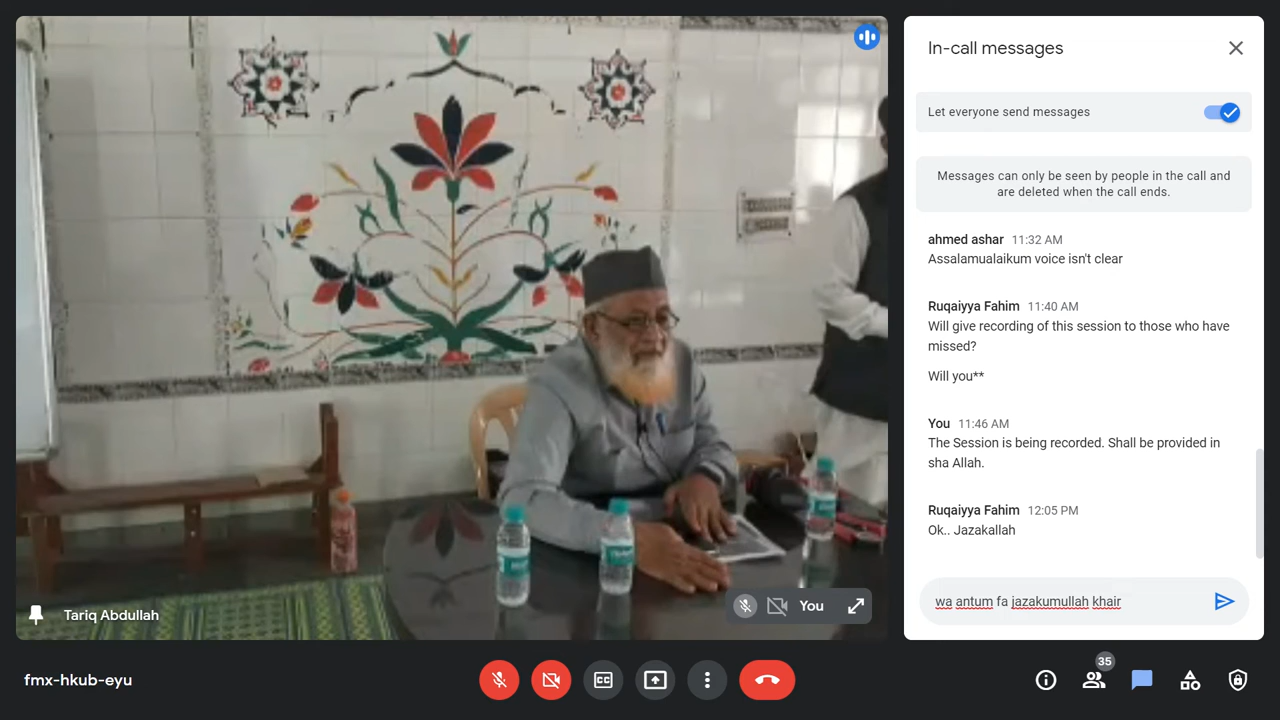 In-call messages
Let everyone send messages
Messages can only be seen by people in the call and
are deleted when the call ends.
ahmed ashar 11:32 AM
Assalamualaikum voice isn't clear
Ruqaiyya Fahim 11:40 AM
Will give recording of this session to those who have
missed?
Will you**
You 11:46 AM
The Session is being recorded. Shall be provided in
sha Allah.
Ruqaiyya Fahim 12:05 PM
Ok.. Jazakallah
wa antum fa jazakumullah khair
Tariq Abdullah
You
fmx-hkub-eyu
CC
35